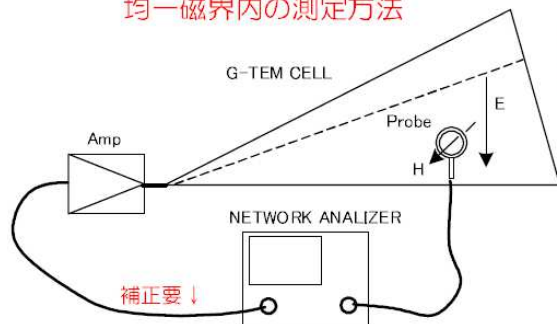 均一磁界内の測定方法
G-TEM CELL
Probe
E
Amp
H
NETWORK ANALIZER
補正要↓